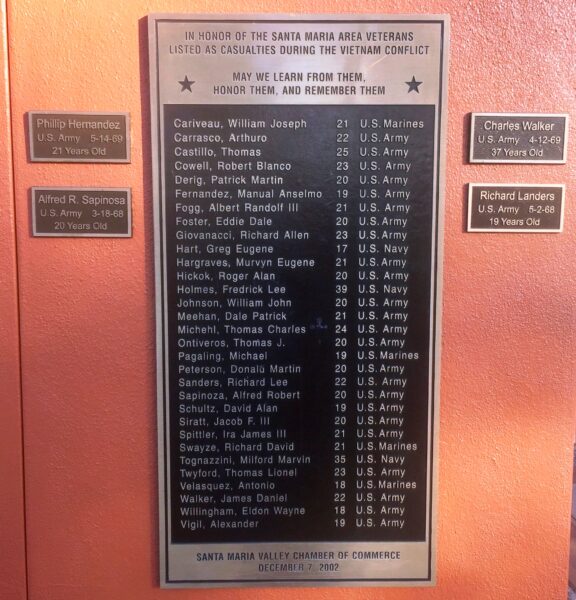 IN HONOR OF THE SANTA MARIA AREA VETERANS
LISTED AS CASUALTIES DURING THE VIETNAM CONFLICT
MAY WE LEARN FROM THEM,
HONOR THEM, AND REMEMBER THEM
Phillip Hernandez
U.S. Army 5-14-69
21 Years Old
Alfred R. Sapinosa
U.S. Army 3-18-68
20 Years Old
Cariveau, William Joseph 21 U.S. Marines
Carrasco, Arthuro 22 U.S. Army
Castillo, Thomas 25 U.S. Army
Cowell, Robert Blanco 23 U.S. Army
Derig, Patrick Martin 20 U.S. Army
Fernandez, Manual Anselmo 19 U.S. Army
Fogg, Albert Randolf III 21 U.S. Army
Foster, Eddie Dale 20 U.S. Army
Giovanacci, Richard Allen 23 U.S. Army
Hart, Greg Eugene 17 U.S. Navy
Hargraves, Murvyn Eugene 21 U.S. Army
Hickok, Roger Alan 20 U.S. Army
Holmes, Fredrick Lee 39 U.S. Navy
Johnson, William John 20 U.S. Army
Meehan, Dale Patrick 21 U.S. Army
Michehl, Thomas Charles 24 U.S. Army
Ontiveros, Thomas J. 20 U.S. Army
Pagaling, Michael 19 U.S. Marines
Peterson, Donald Martin 20 U.S. Army
Sanders, Richard Lee 22 U.S. Army
Sapinoza, Alfred Robert 20 U.S. Army
Schultz, David Alan 19 U.S. Army
Siratt, Jacob F. III 20 U.S. Army
Spittler, Ira James III 21 U.S. Army
Swayze, Richard David 21 U.S. Marines
Tognazzini, Milford Marvin 35 U.S. Navy
Twyford, Thomas Lionel 23 U.S. Army
Velasquez, Antonio 18 U.S. Marines
Walker, James Daniel 22 U.S. Army
Willingham, Eldon Wayne 18 U.S. Army
Vigil, Alexander 19 U.S. Army
SANTA MARIA VALLEY CHAMBER OF COMMERCE
DECEMBER 7, 2002
Charles Walker
U.S. Army 4-12-69
37 Years Old
Richard Landers
U.S. Army 5-2-68
19 Years Old